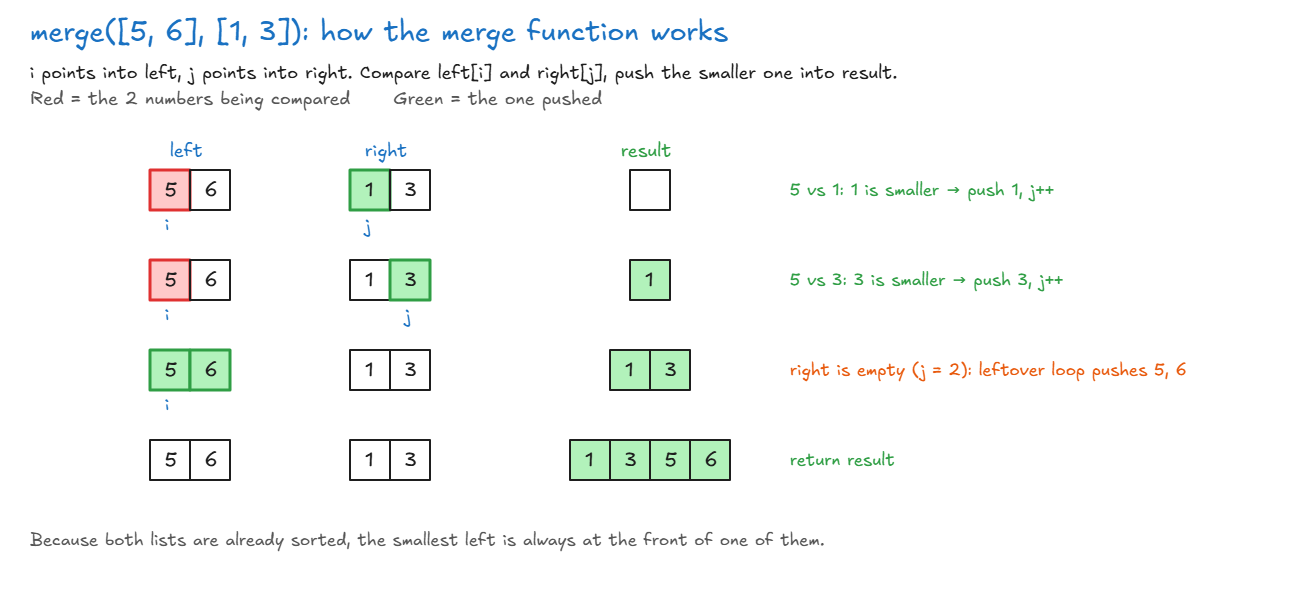 merge([5, 6], [1, 3]): how the merge function works
i points into left, j points into right. Compare left[i] and right[j], push the smaller one into result.
Red = the 2 numbers being compared Green = the one pushed
left right result
5 6 1 3 5 vs 1: 1 is smaller → push 1, j++
i j
5 6 1 3 1 5 vs 3: 3 is smaller → push 3, j++
i j
5 6 1 3 1 3 right is empty (j = 2): leftover loop pushes 5, 6
i
5 6 1 3 1 3 5 6 return result
Because both lists are already sorted, the smallest left is always at the front of one of them.